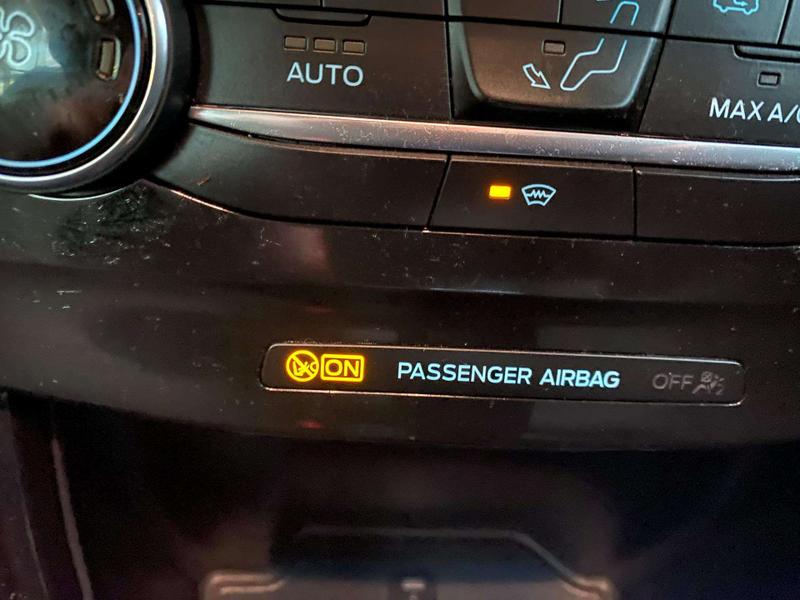 AUTO
MAX A/C
ON PASSENGER AIRBAG OFF